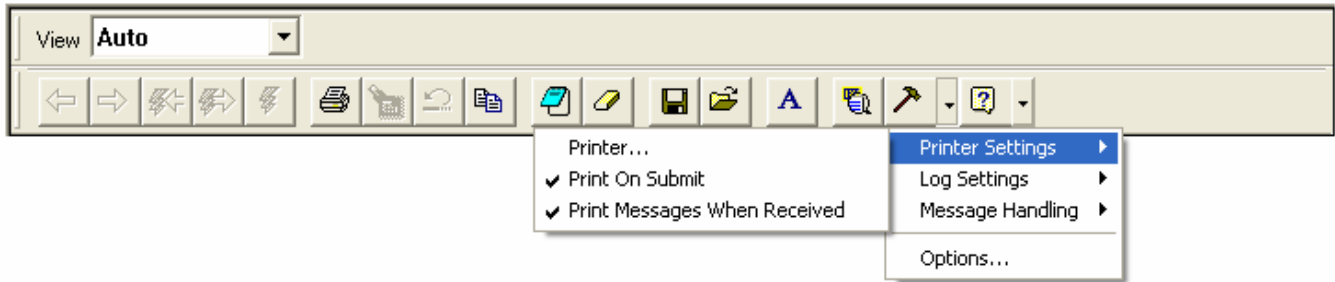 View Auto
A
Printer...
Print On Submit
Print Messages When Received
Printer Settings
Log Settings
Message Handling
Options...